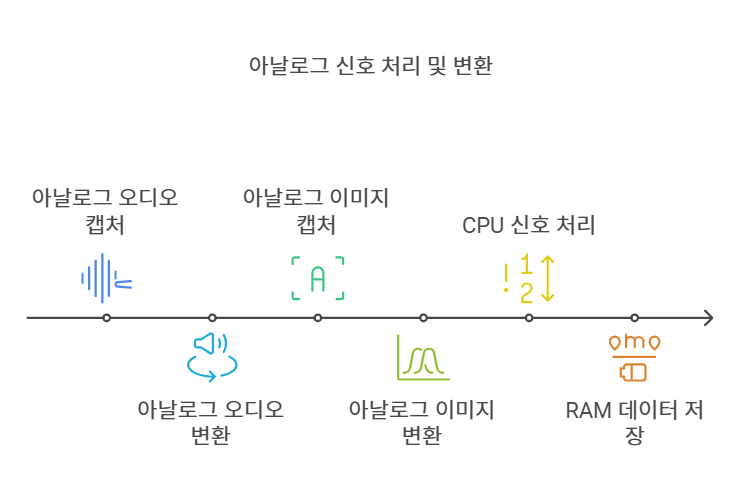 아날로그 신호 처리 및 변환
아날로그 오디오
캡처
아날로그 이미지
캡처
CPU 신호 처리
A
! 1
2
아날로그 오디오
변환
아날로그 이미지
변환
RAM 데이터 저
장